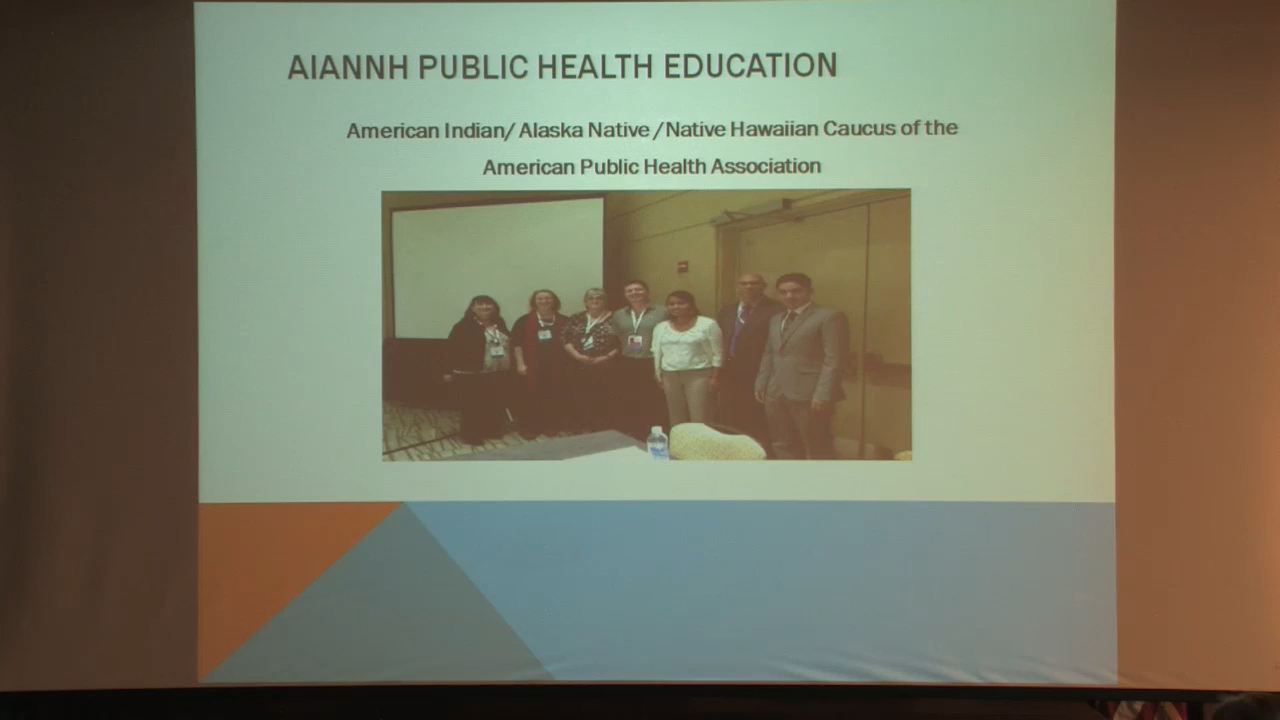 AIANNH PUBLIC HEALTH EDUCATION
American Indian/ Alaska Native /Native Hawaiian Caucus of the
American Public Health Association